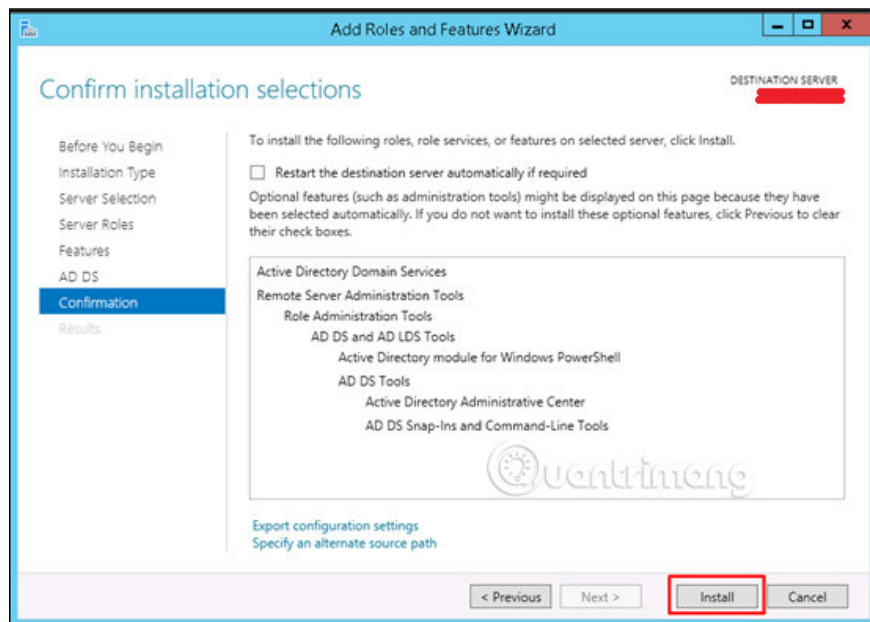 Add Roles and Features Wizard
Confirm installation selections
DESTINATION SERVER
Before You Begin
Installation Type
Server Selection
Server Roles
Features
AD DS
Confirmation
Results
To install the following roles, role services, or features on selected server, click Install.
Restart the destination server automatically if required
Optional features (such as administration tools) might be displayed on this page because they have
been selected automatically. If you do not want to install these optional features, click Previous to clear
their check boxes.
Active Directory Domain Services
Remote Server Administration Tools
Role Administration Tools
AD DS and AD LDS Tools
Active Directory module for Windows PowerShell
AD DS Tools
Active Directory Administrative Center
AD DS Snap-Ins and Command-Line Tools
Quantrimang
Export configuration settings
Specify an alternate source path
< Previous
Next >
Install
Cancel